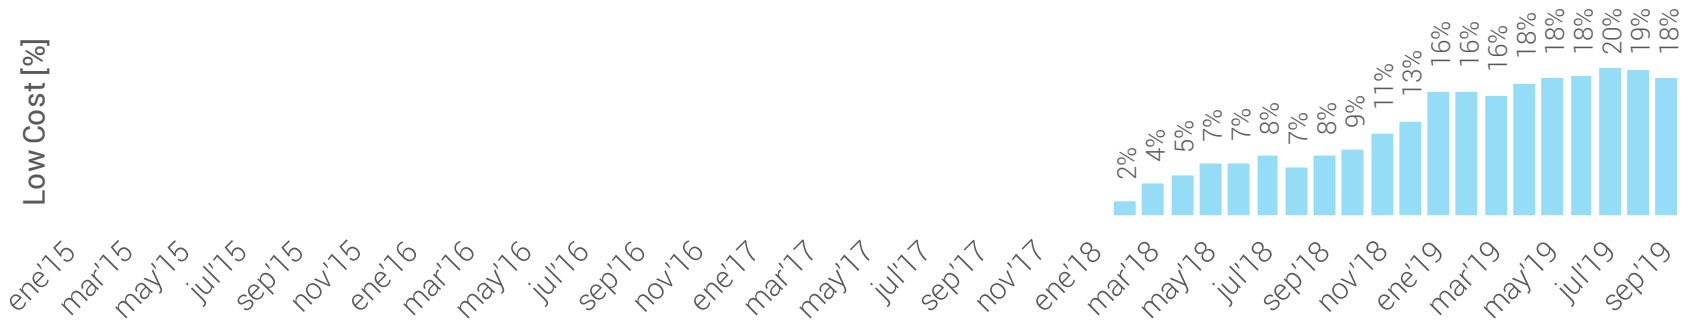 Low Cost [%]
2%
4%
5%
7%
7%
8%
7%
8%
9%
11%
13%
16%
16%
16%
18%
18%
18%
20%
19%
18%
ene'15
mar'15
may'15
jul'15
sep'15
nov'15
ene'16
mar'16
may'16
jul'16
sep'16
nov'16
ene'17
mar'17
may'17
jul'17
sep'17
nov'17
ene'18
mar'18
may'18
jul'18
sep'18
nov'18
ene'19
mar'19
may'19
jul'19
sep'19